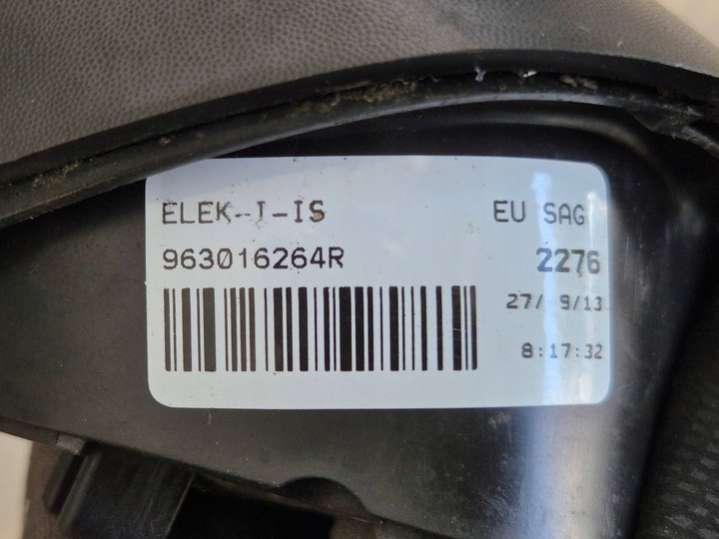 ELEK-I-IS EU SAG
963016264R 2276
27/ 9/13
8:17:32